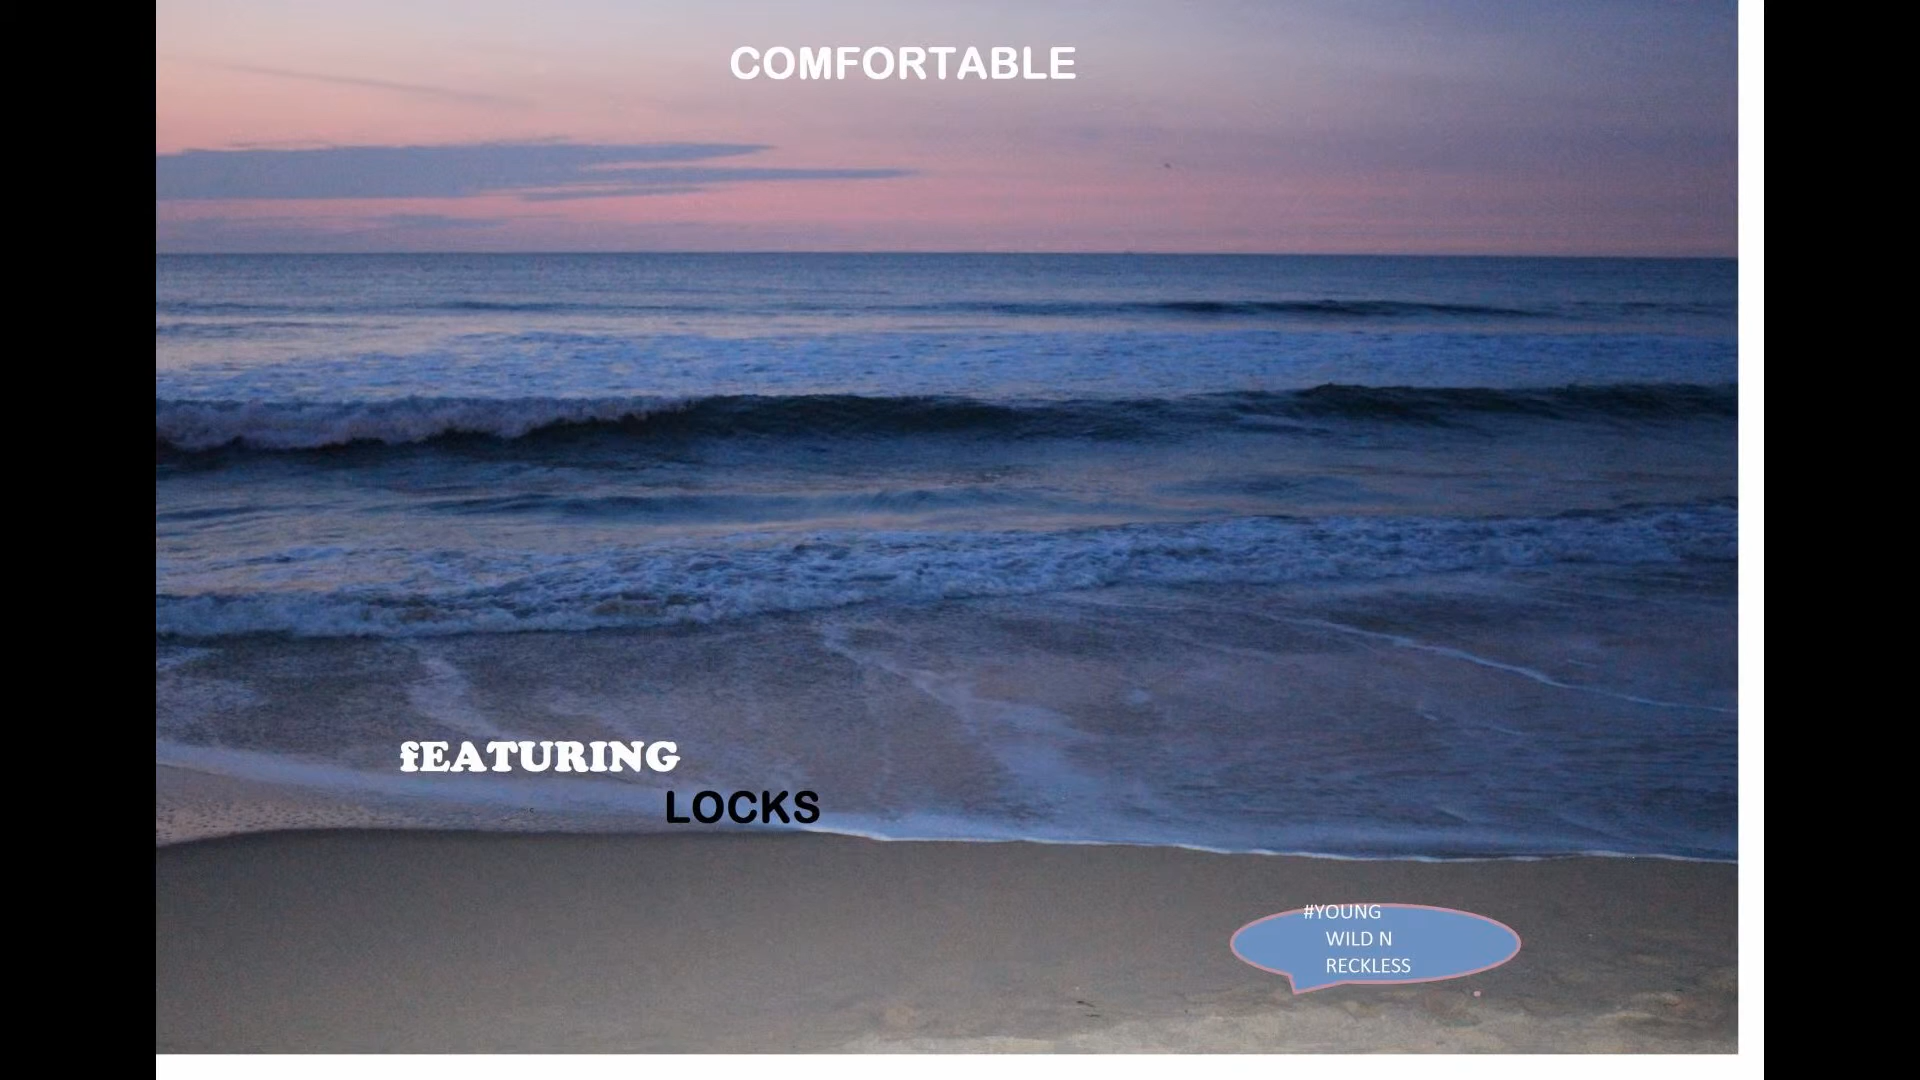 COMFORTABLE
fEATURING
LOCKS
#YOUNG
WILD N
RECKLESS